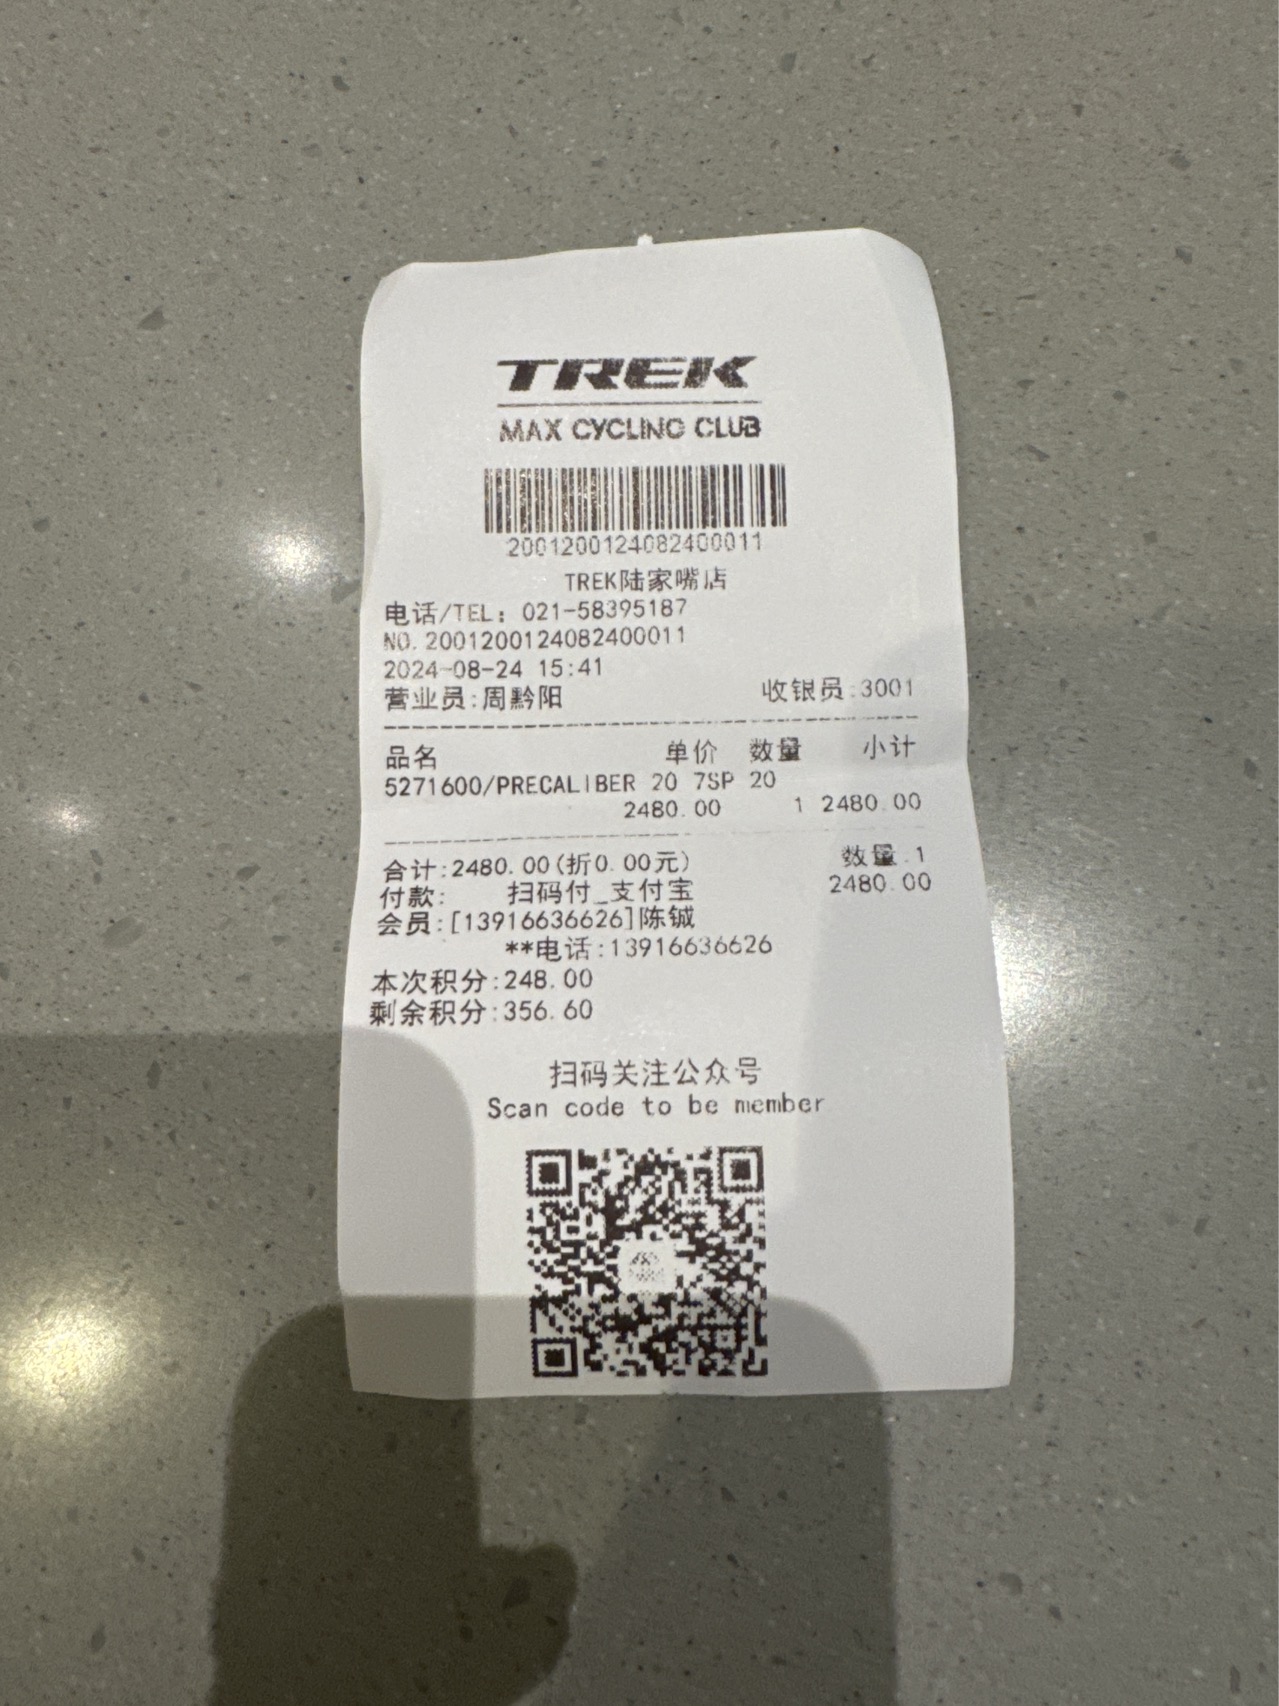 TREK
MAX CYCLING CLUB
2001200124082400011
TREK陆家嘴店
电话/TEL: 021-58395187
NO.2001200124082400011
2024-08-24 15:41
营业员:周黔阳 收银员:3001
品名 单价 数量 小计
5271600/PRECALIBER 20 7SP 20
2480.00 1 2480.00
合计:2480.00(折0.00元) 数量:1
付款: 扫码付_支付宝 2480.00
会员:[13916636626]陈铖
**电话:13916636626
本次积分:248.00
剩余积分:356.60
扫码关注公众号
Scan code to be member